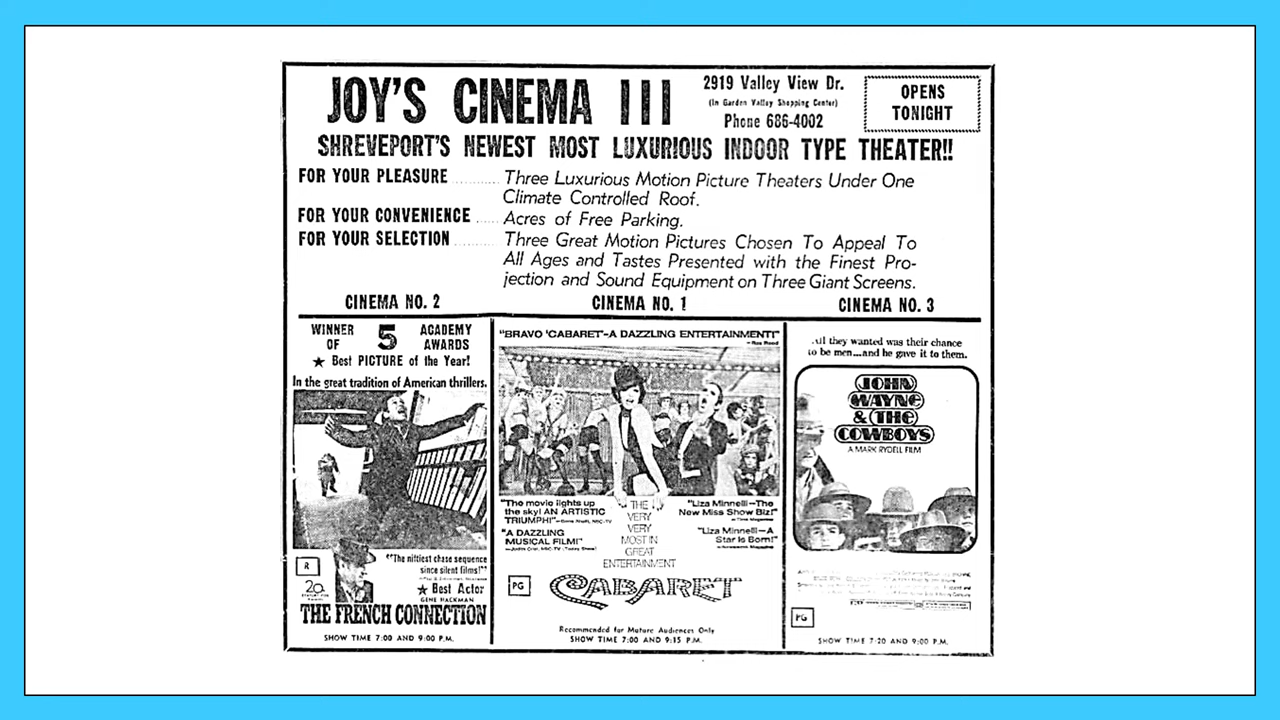 JOY'S CINEMA III
2919 Valley View Dr.
(In Garden Valley Shopping Center)
Phone 686-4002
OPENS
TONIGHT
SHREVEPORT'S NEWEST MOST LUXURIOUS INDOOR TYPE THEATER!!
FOR YOUR PLEASURE .......... Three Luxurious Motion Picture Theaters Under One
Climate Controlled Roof.
FOR YOUR CONVENIENCE ..... Acres of Free Parking.
FOR YOUR SELECTION .......... Three Great Motion Pictures Chosen To Appeal To
All Ages and Tastes Presented with the Finest Pro-
jection and Sound Equipment on Three Giant Screens.
CINEMA NO. 2
WINNER OF 5 ACADEMY AWARDS
★ Best PICTURE of the Year!
In the great tradition of American thrillers.
"The nittiest chase sequence
since silent films!"
R
20
★ Best Actor
GENE HACKMAN
THE FRENCH CONNECTION
SHOW TIME 7:00 AND 9:00 P.M.
CINEMA NO. 1
"BRAVO 'CABARET'-A DAZZLING ENTERTAINMENT!"
—Rex Reed
"The movie lights up
the sky! AN ARTISTIC
TRIUMPH!"
"A DAZZLING
MUSICAL FILM!"
THE
VERY
VERY
MOST IN
GREAT
ENTERTAINMENT
"Liza Minnelli—The
New Miss Show Biz!"
—Time Magazine
"Liza Minnelli—A
Star Is Born!"
—Newsweek Magazine
PG
CABARET
Recommended for Mature Audiences Only
SHOW TIME 7:00 AND 9:15 P.M.
CINEMA NO. 3
All they wanted was their chance
to be men...and he gave it to them.
JOHN
WAYNE
& THE
COWBOYS
A MARK RYDELL FILM
PG
SHOW TIME 7:20 AND 9:00 P.M.